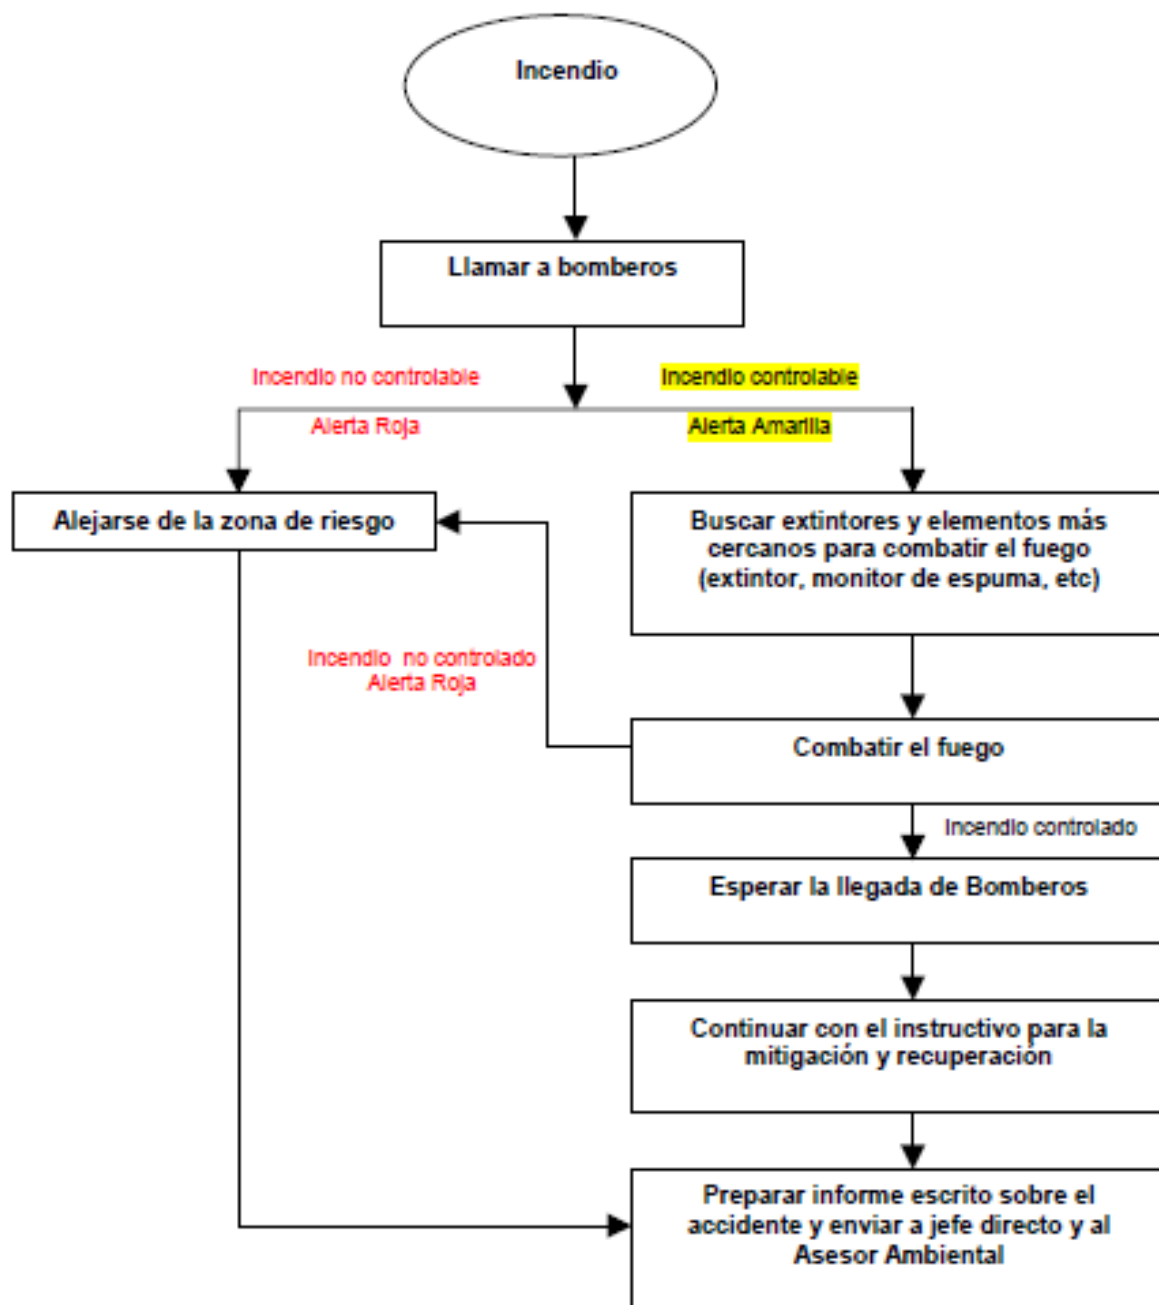 Incendio
Llamar a bomberos
Incendio no controlable
Incendio controlable
Alerta Roja
Alerta Amarilla
Alejarse de la zona de riesgo
Buscar extintores y elementos más
cercanos para combatir el fuego
(extintor, monitor de espuma, etc)
Incendio no controlado
Alerta Roja
Combatir el fuego
Incendio controlado
Esperar la llegada de Bomberos
Continuar con el instructivo para la
mitigación y recuperación
Preparar informe escrito sobre el
accidente y enviar a jefe directo y al
Asesor Ambiental